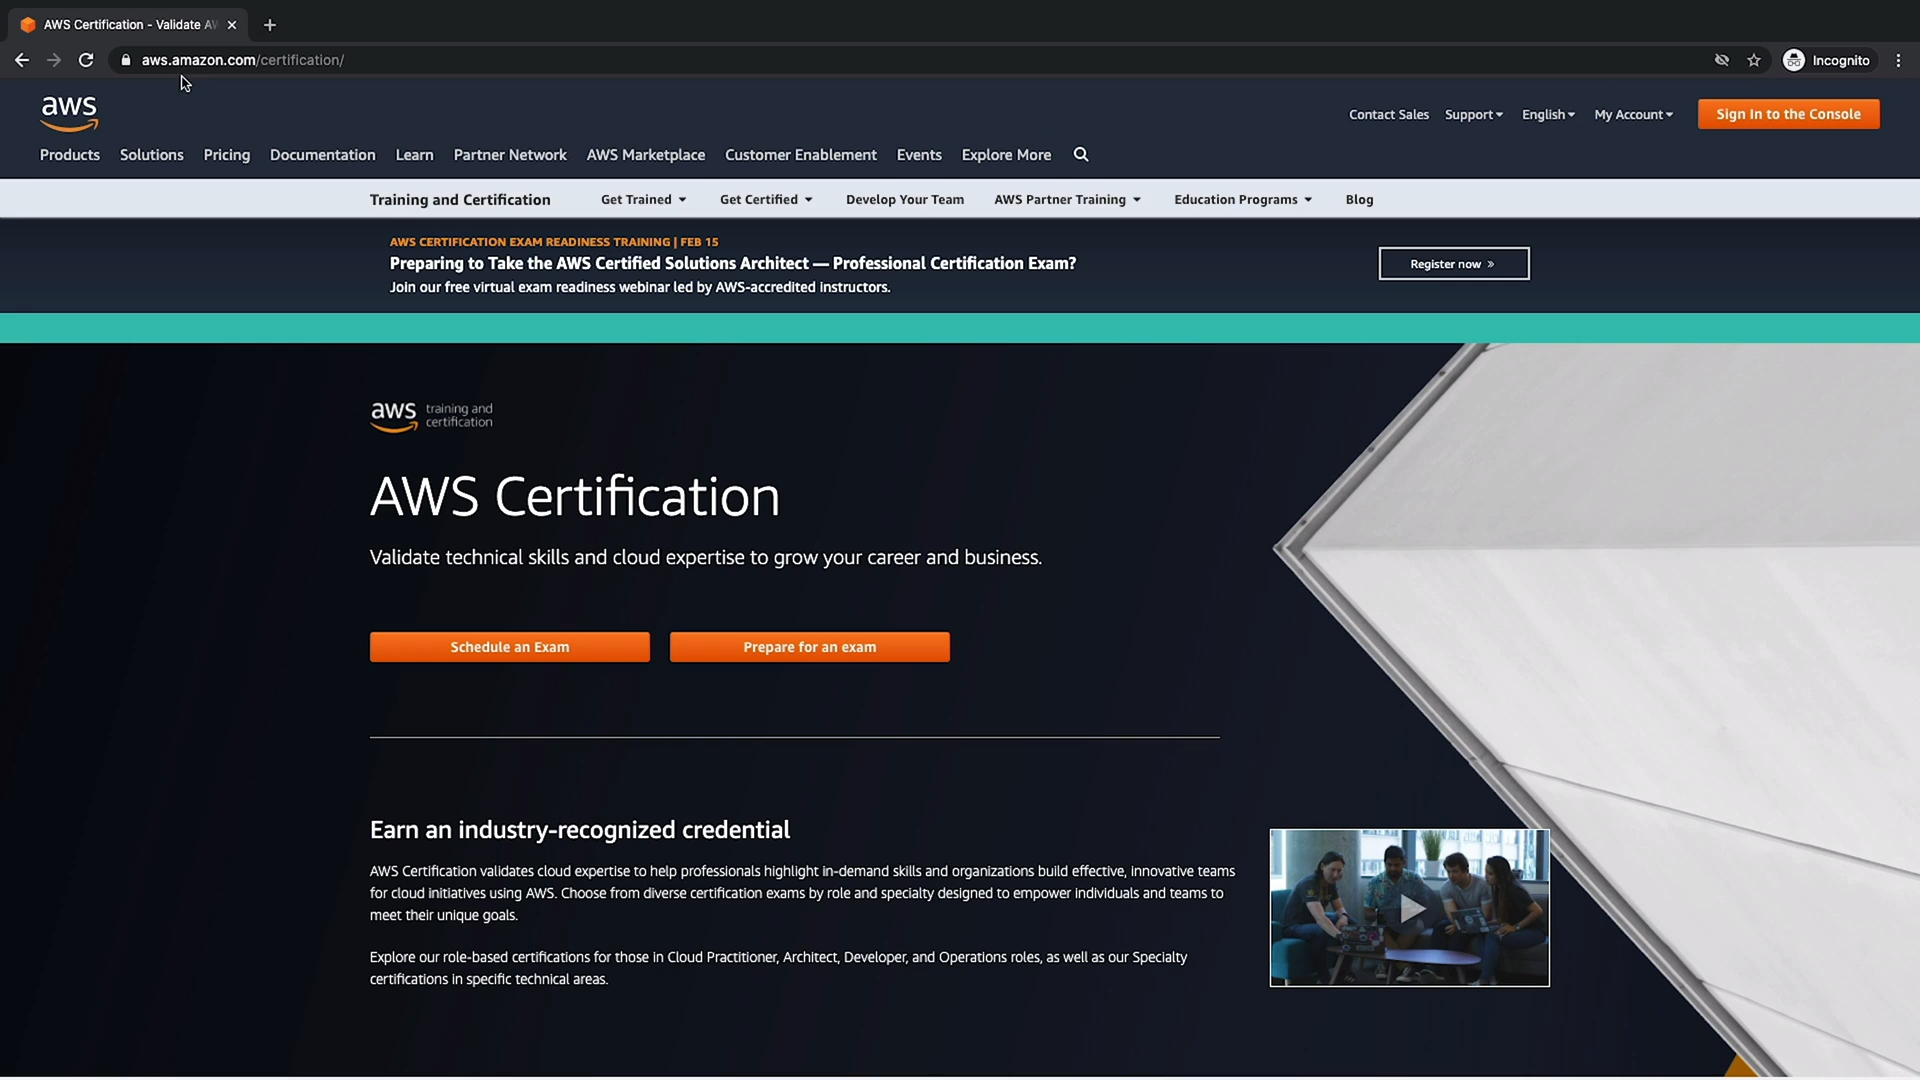 AWS Certification - Validate AW
aws.amazon.com/certification/
Incognito
aws
Contact Sales
Support
English
My Account
Sign In to the Console
Products
Solutions
Pricing
Documentation
Learn
Partner Network
AWS Marketplace
Customer Enablement
Events
Explore More
Training and Certification
Get Trained
Get Certified
Develop Your Team
AWS Partner Training
Education Programs
Blog
AWS CERTIFICATION EXAM READINESS TRAINING | FEB 15
Preparing to Take the AWS Certified Solutions Architect — Professional Certification Exam?
Join our free virtual exam readiness webinar led by AWS-accredited instructors.
Register now »
aws training and
certification
AWS Certification
Validate technical skills and cloud expertise to grow your career and business.
Schedule an Exam
Prepare for an exam
Earn an industry-recognized credential
AWS Certification validates cloud expertise to help professionals highlight in-demand skills and organizations build effective, innovative teams
for cloud initiatives using AWS. Choose from diverse certification exams by role and specialty designed to empower individuals and teams to
meet their unique goals.
Explore our role-based certifications for those in Cloud Practitioner, Architect, Developer, and Operations roles, as well as our Specialty
certifications in specific technical areas.